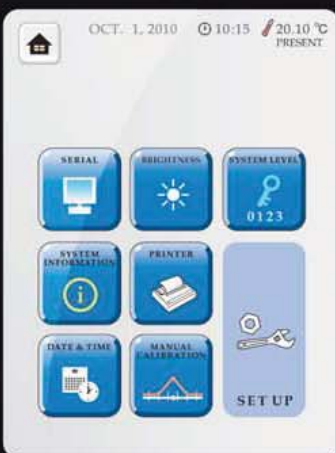 OCT. 1, 2010 10:15 20.10 °C
PRESENT
SERIAL
BRIGHTNESS
SYSTEM LEVEL
0123
SYSTEM
INFORMATION
i
PRINTER
DATE & TIME
MANUAL
CALIBRATION
SET UP